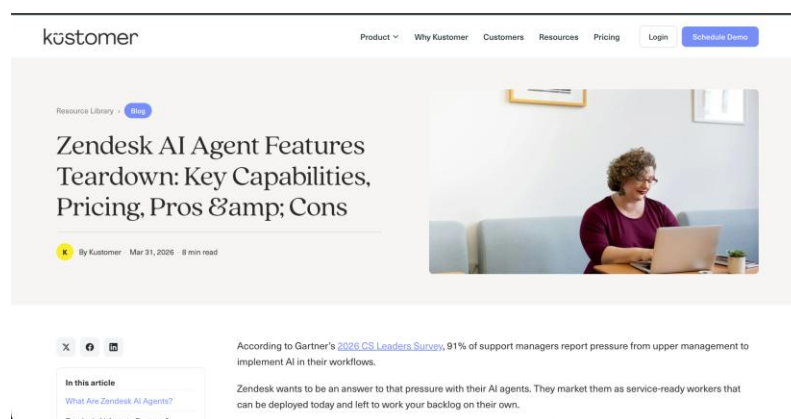 kustomer
Product Why Kustomer Customers Resources Pricing Login Schedule Demo
Resource Library › Blog
Zendesk AI Agent Features
Teardown: Key Capabilities,
Pricing, Pros &amp; Cons
K By Kustomer · Mar 31, 2026 · 8 min read
According to Gartner's 2026 CS Leaders Survey, 91% of support managers report pressure from upper management to
implement AI in their workflows.
In this article
Zendesk wants to be an answer to that pressure with their AI agents. They market them as service-ready workers that
What Are Zendesk AI Agents?
can be deployed today and left to work your backlog on their own.